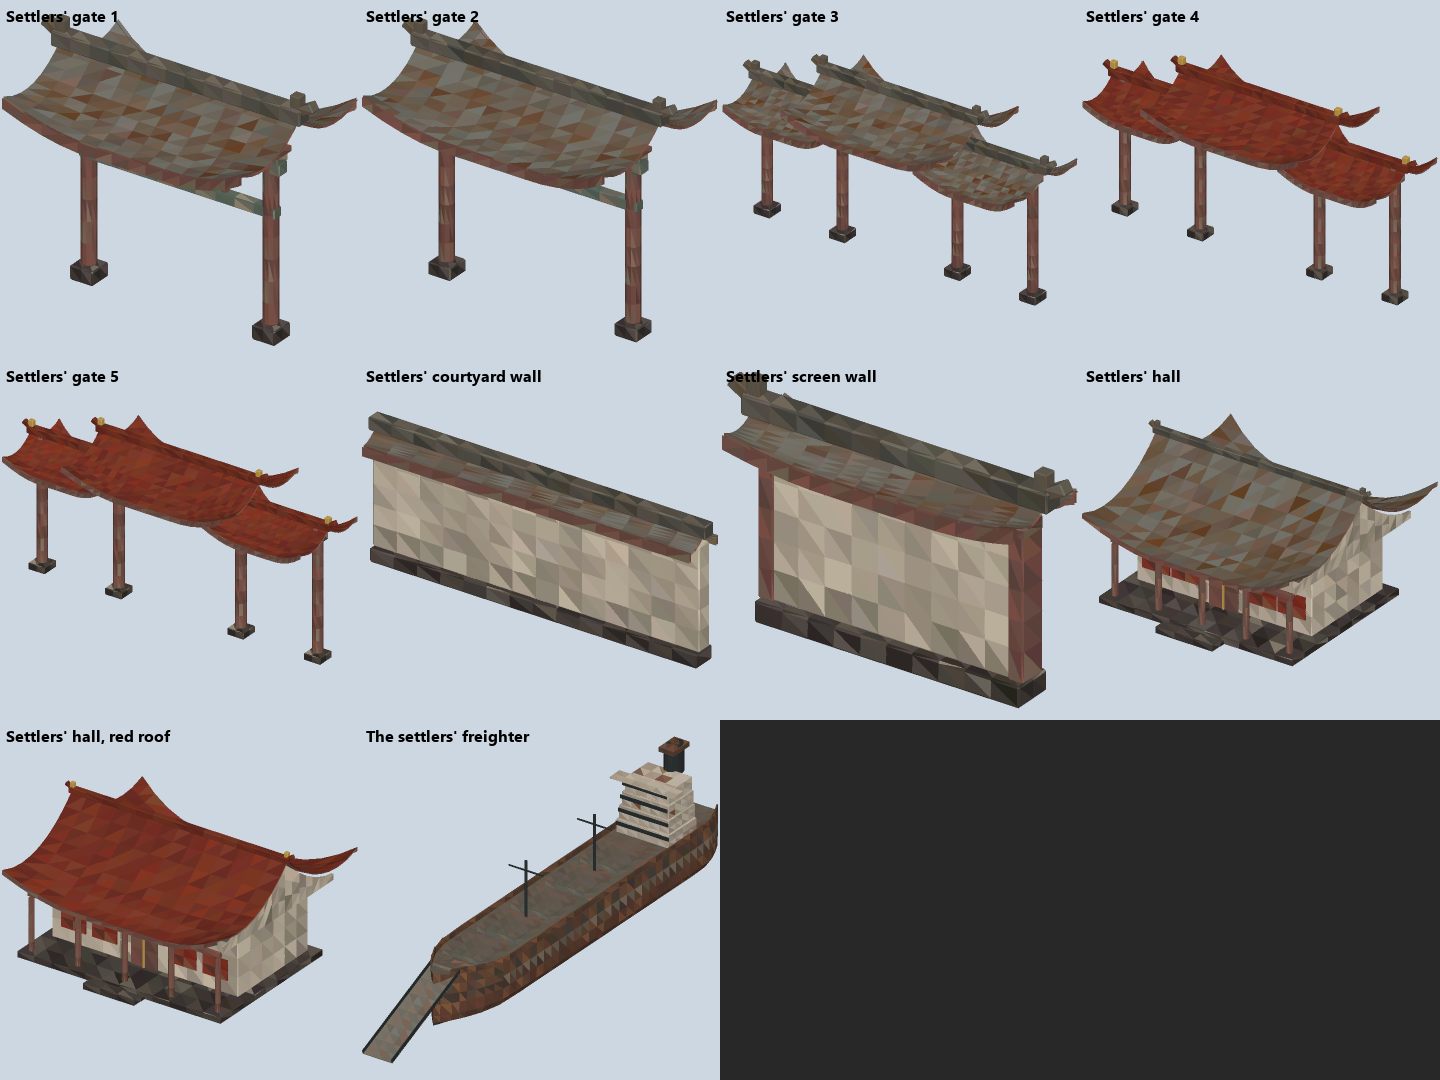 Settlers' gate 1
Settlers' gate 2
Settlers' gate 3
Settlers' gate 4
Settlers' gate 5
Settlers' courtyard wall
Settlers' screen wall
Settlers' hall
Settlers' hall, red roof
The settlers' freighter